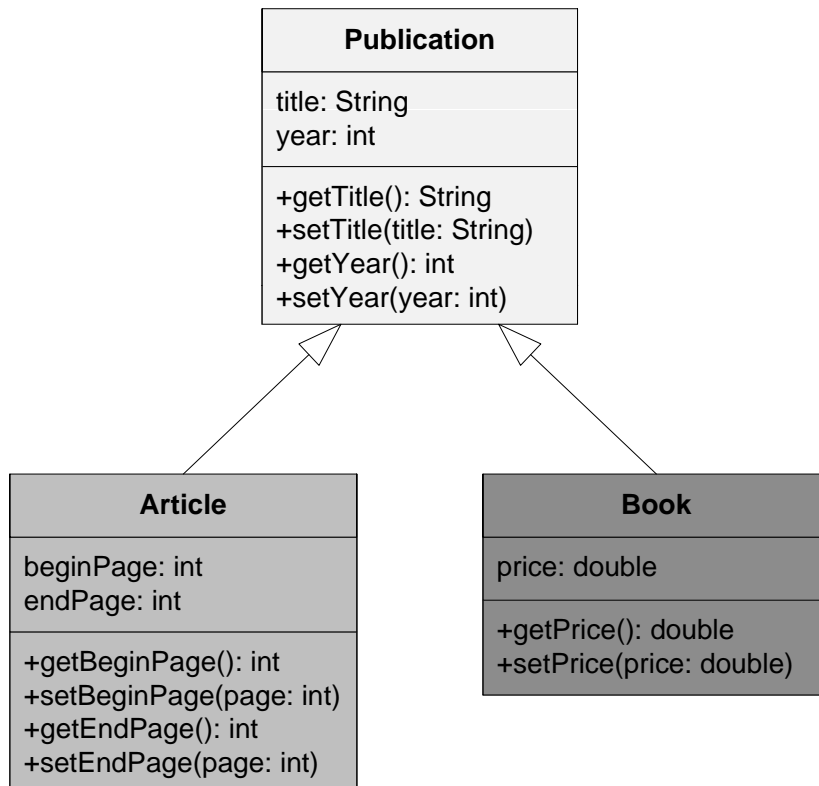 Publication
title: String
year: int
+getTitle(): String
+setTitle(title: String)
+getYear(): int
+setYear(year: int)
Article
beginPage: int
endPage: int
+getBeginPage(): int
+setBeginPage(page: int)
+getEndPage(): int
+setEndPage(page: int)
Book
price: double
+getPrice(): double
+setPrice(price: double)